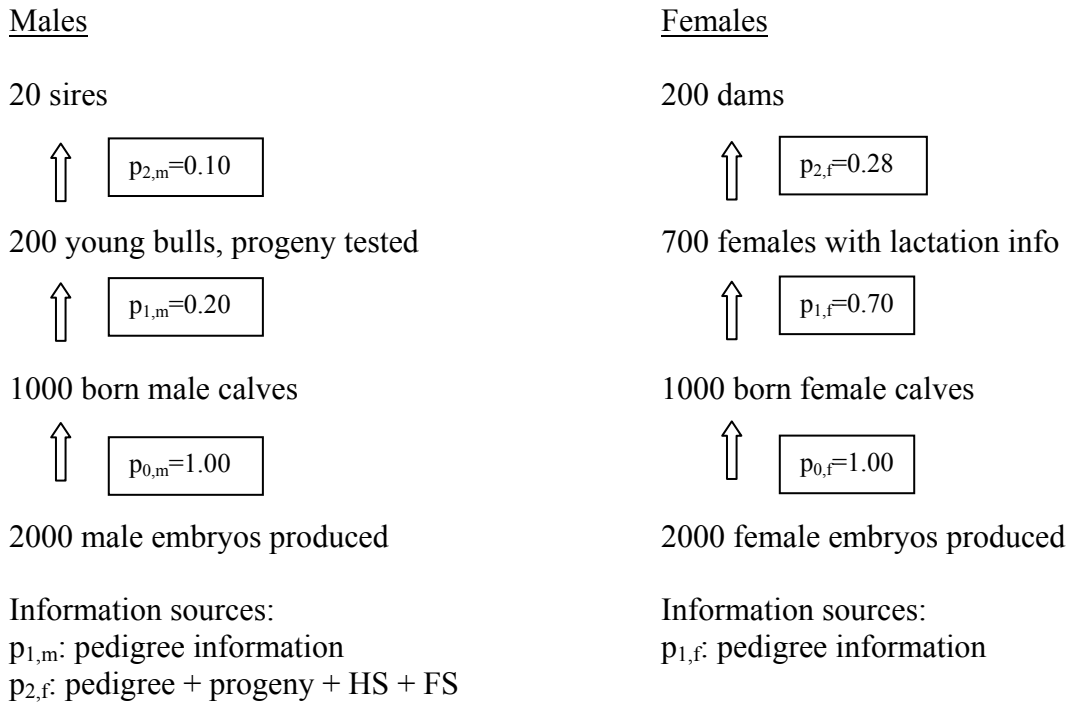 Males
Females
20 sires
200 dams
p2,m=0.10
p2,f=0.28
200 young bulls, progeny tested
700 females with lactation info
p1,m=0.20
p1,f=0.70
1000 born male calves
1000 born female calves
p0,m=1.00
p0,f=1.00
2000 male embryos produced
2000 female embryos produced
Information sources:
Information sources:
p1,m: pedigree information
p1,f: pedigree information
p2,f: pedigree + progeny + HS + FS